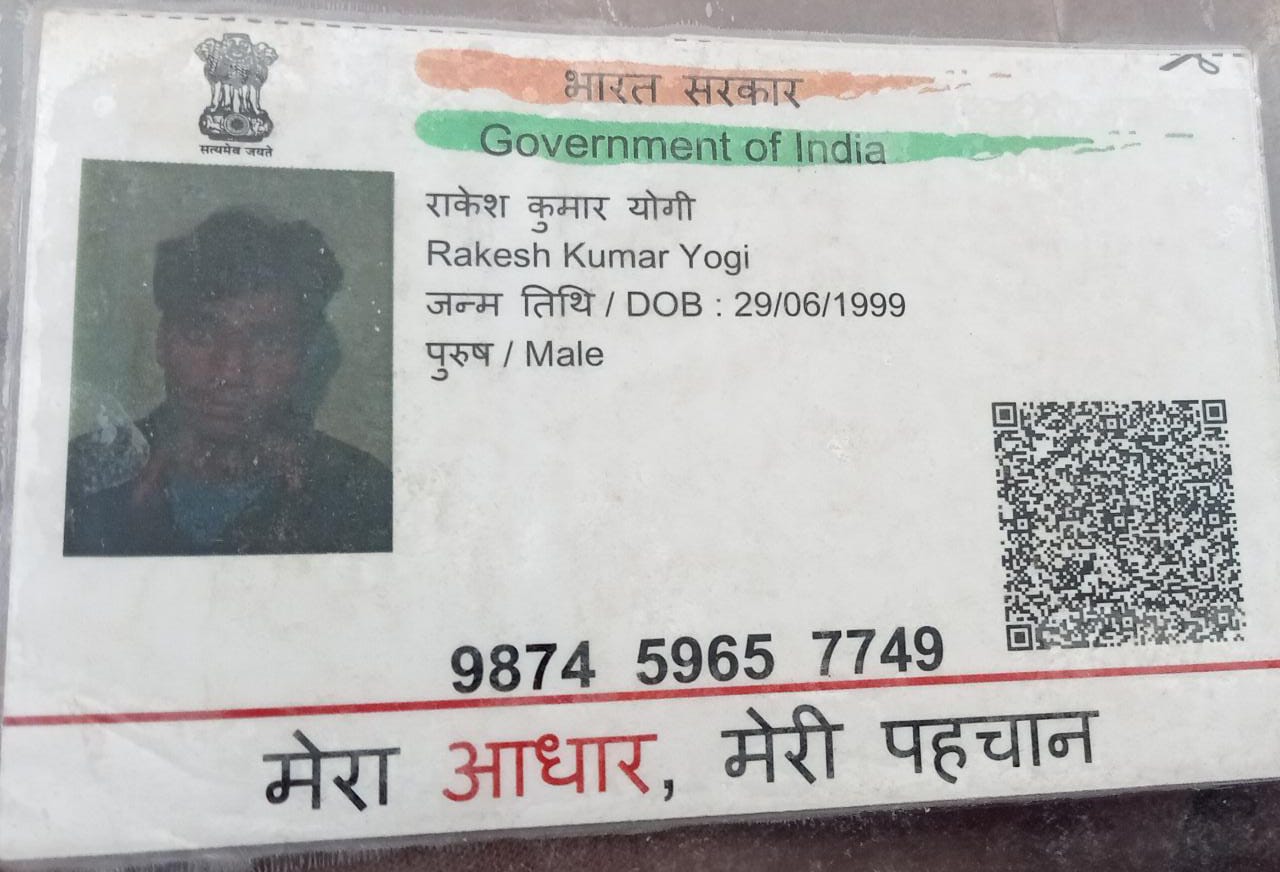 सत्यमेव जयते
भारत सरकार
Government of India
राकेश कुमार योगी
Rakesh Kumar Yogi
जन्म तिथि / DOB : 29/06/1999
पुरुष / Male
9874 5965 7749
मेरा आधार, मेरी पहचान